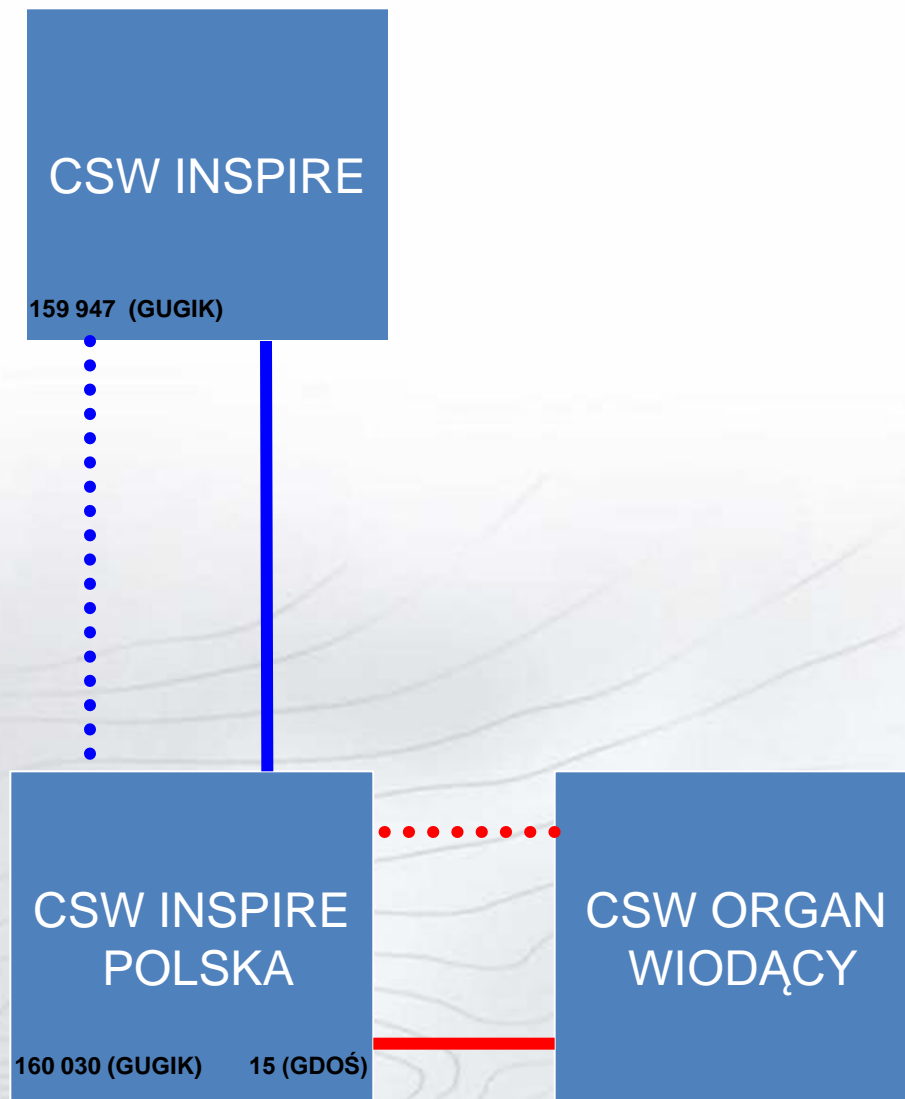 CSW INSPIRE
159 947 (GUGIK)
CSW INSPIRE
POLSKA
160 030 (GUGIK) 15 (GDOŚ)
CSW ORGAN
WIODĄCY